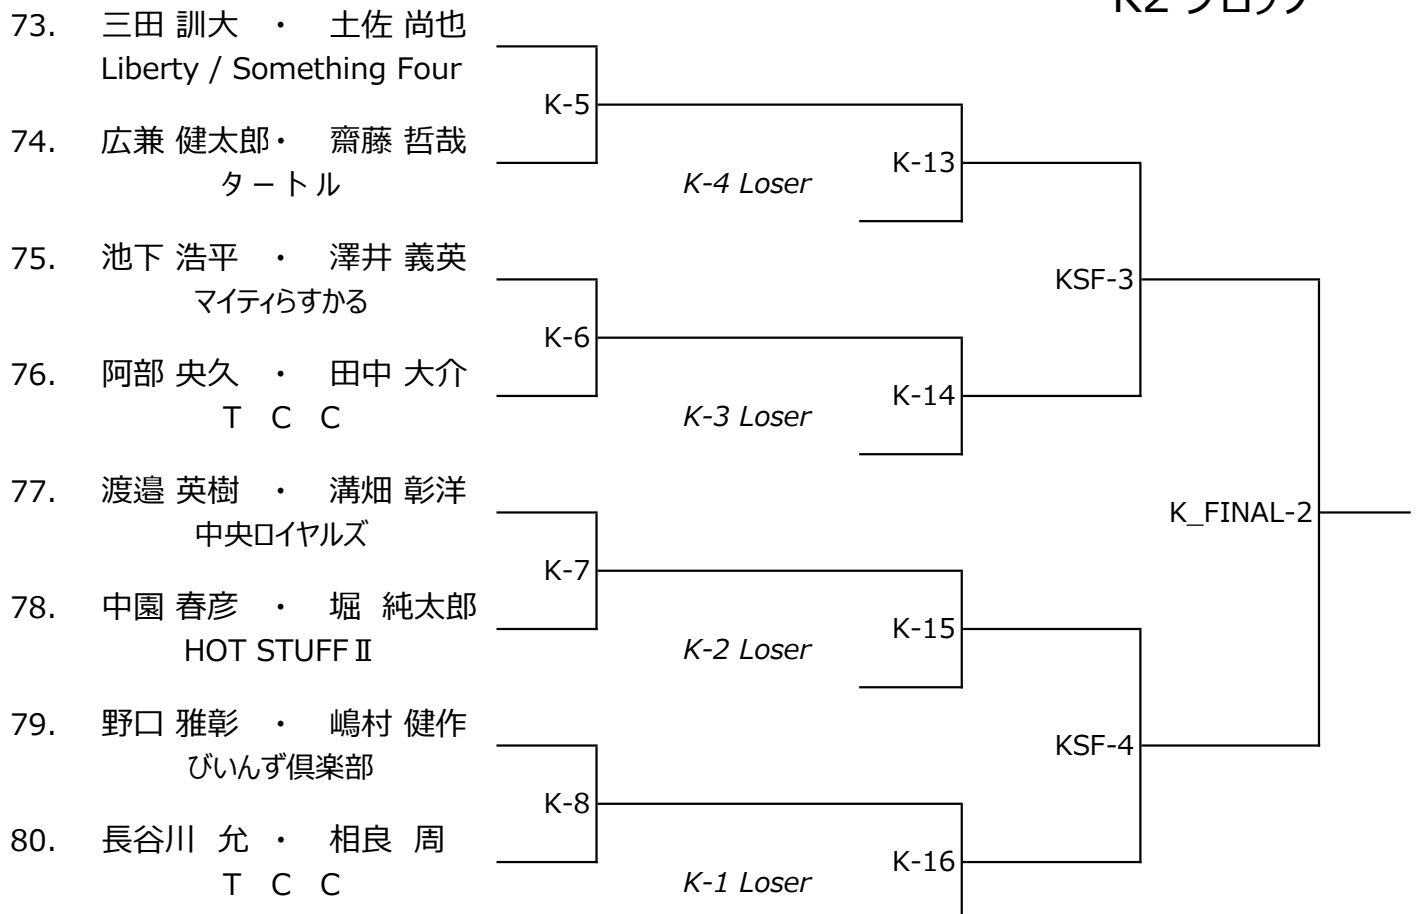 K2 ブロック
73. 三田 訓大 ・ 土佐 尚也
Liberty / Something Four
K-5
74. 広兼 健太郎・ 齋藤 哲哉
タートル
K-4 Loser
K-13
75. 池下 浩平 ・ 澤井 義英
マイティらすかる
KSF-3
K-6
76. 阿部 央久 ・ 田中 大介
T C C
K-3 Loser
K-14
77. 渡邉 英樹 ・ 溝畑 彰洋
中央ロイヤルズ
K_FINAL-2
K-7
78. 中園 春彦 ・ 堀 純太郎
HOT STUFFⅡ
K-2 Loser
K-15
79. 野口 雅彰 ・ 嶋村 健作
びいんず倶楽部
KSF-4
K-8
80. 長谷川 允 ・ 相良 周
T C C
K-1 Loser
K-16